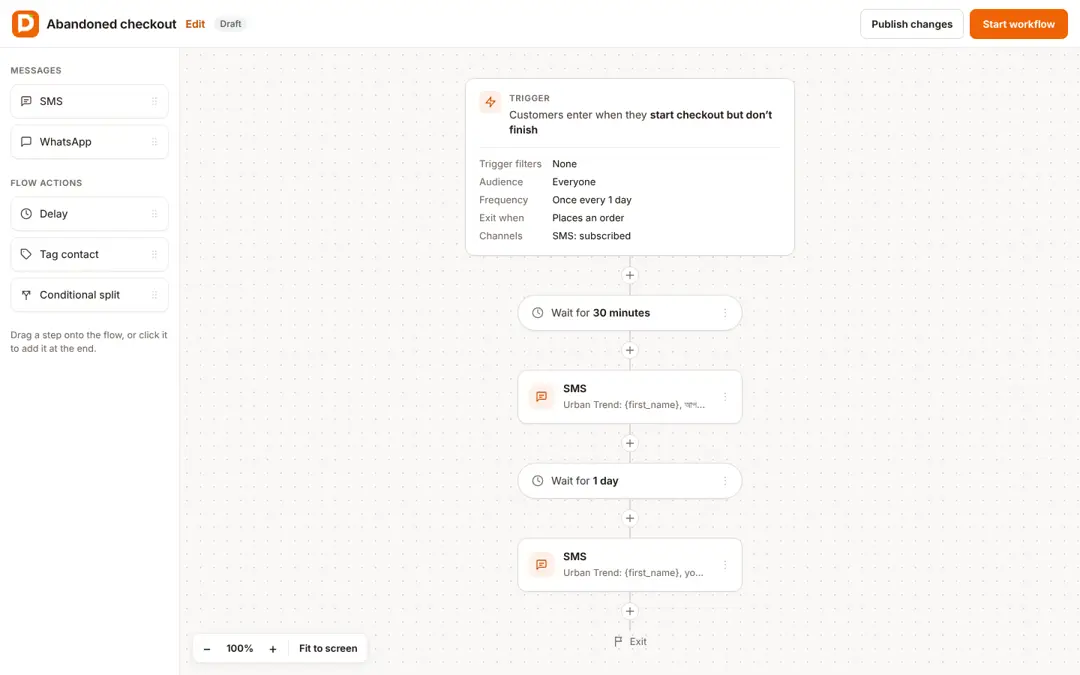 D
Abandoned checkout Edit Draft
Publish changes
Start workflow
MESSAGES
SMS
WhatsApp
FLOW ACTIONS
Delay
Tag contact
Conditional split
Drag a step onto the flow, or click it
to add it at the end.
TRIGGER
Customers enter when they start checkout but don't
finish
Trigger filters None
Audience Everyone
Frequency Once every 1 day
Exit when Places an order
Channels SMS: subscribed
+
Wait for 30 minutes
+
SMS
Urban Trend: {first_name}, আপ...
+
Wait for 1 day
+
SMS
Urban Trend: {first_name}, yo...
+
Exit
− 100% + Fit to screen